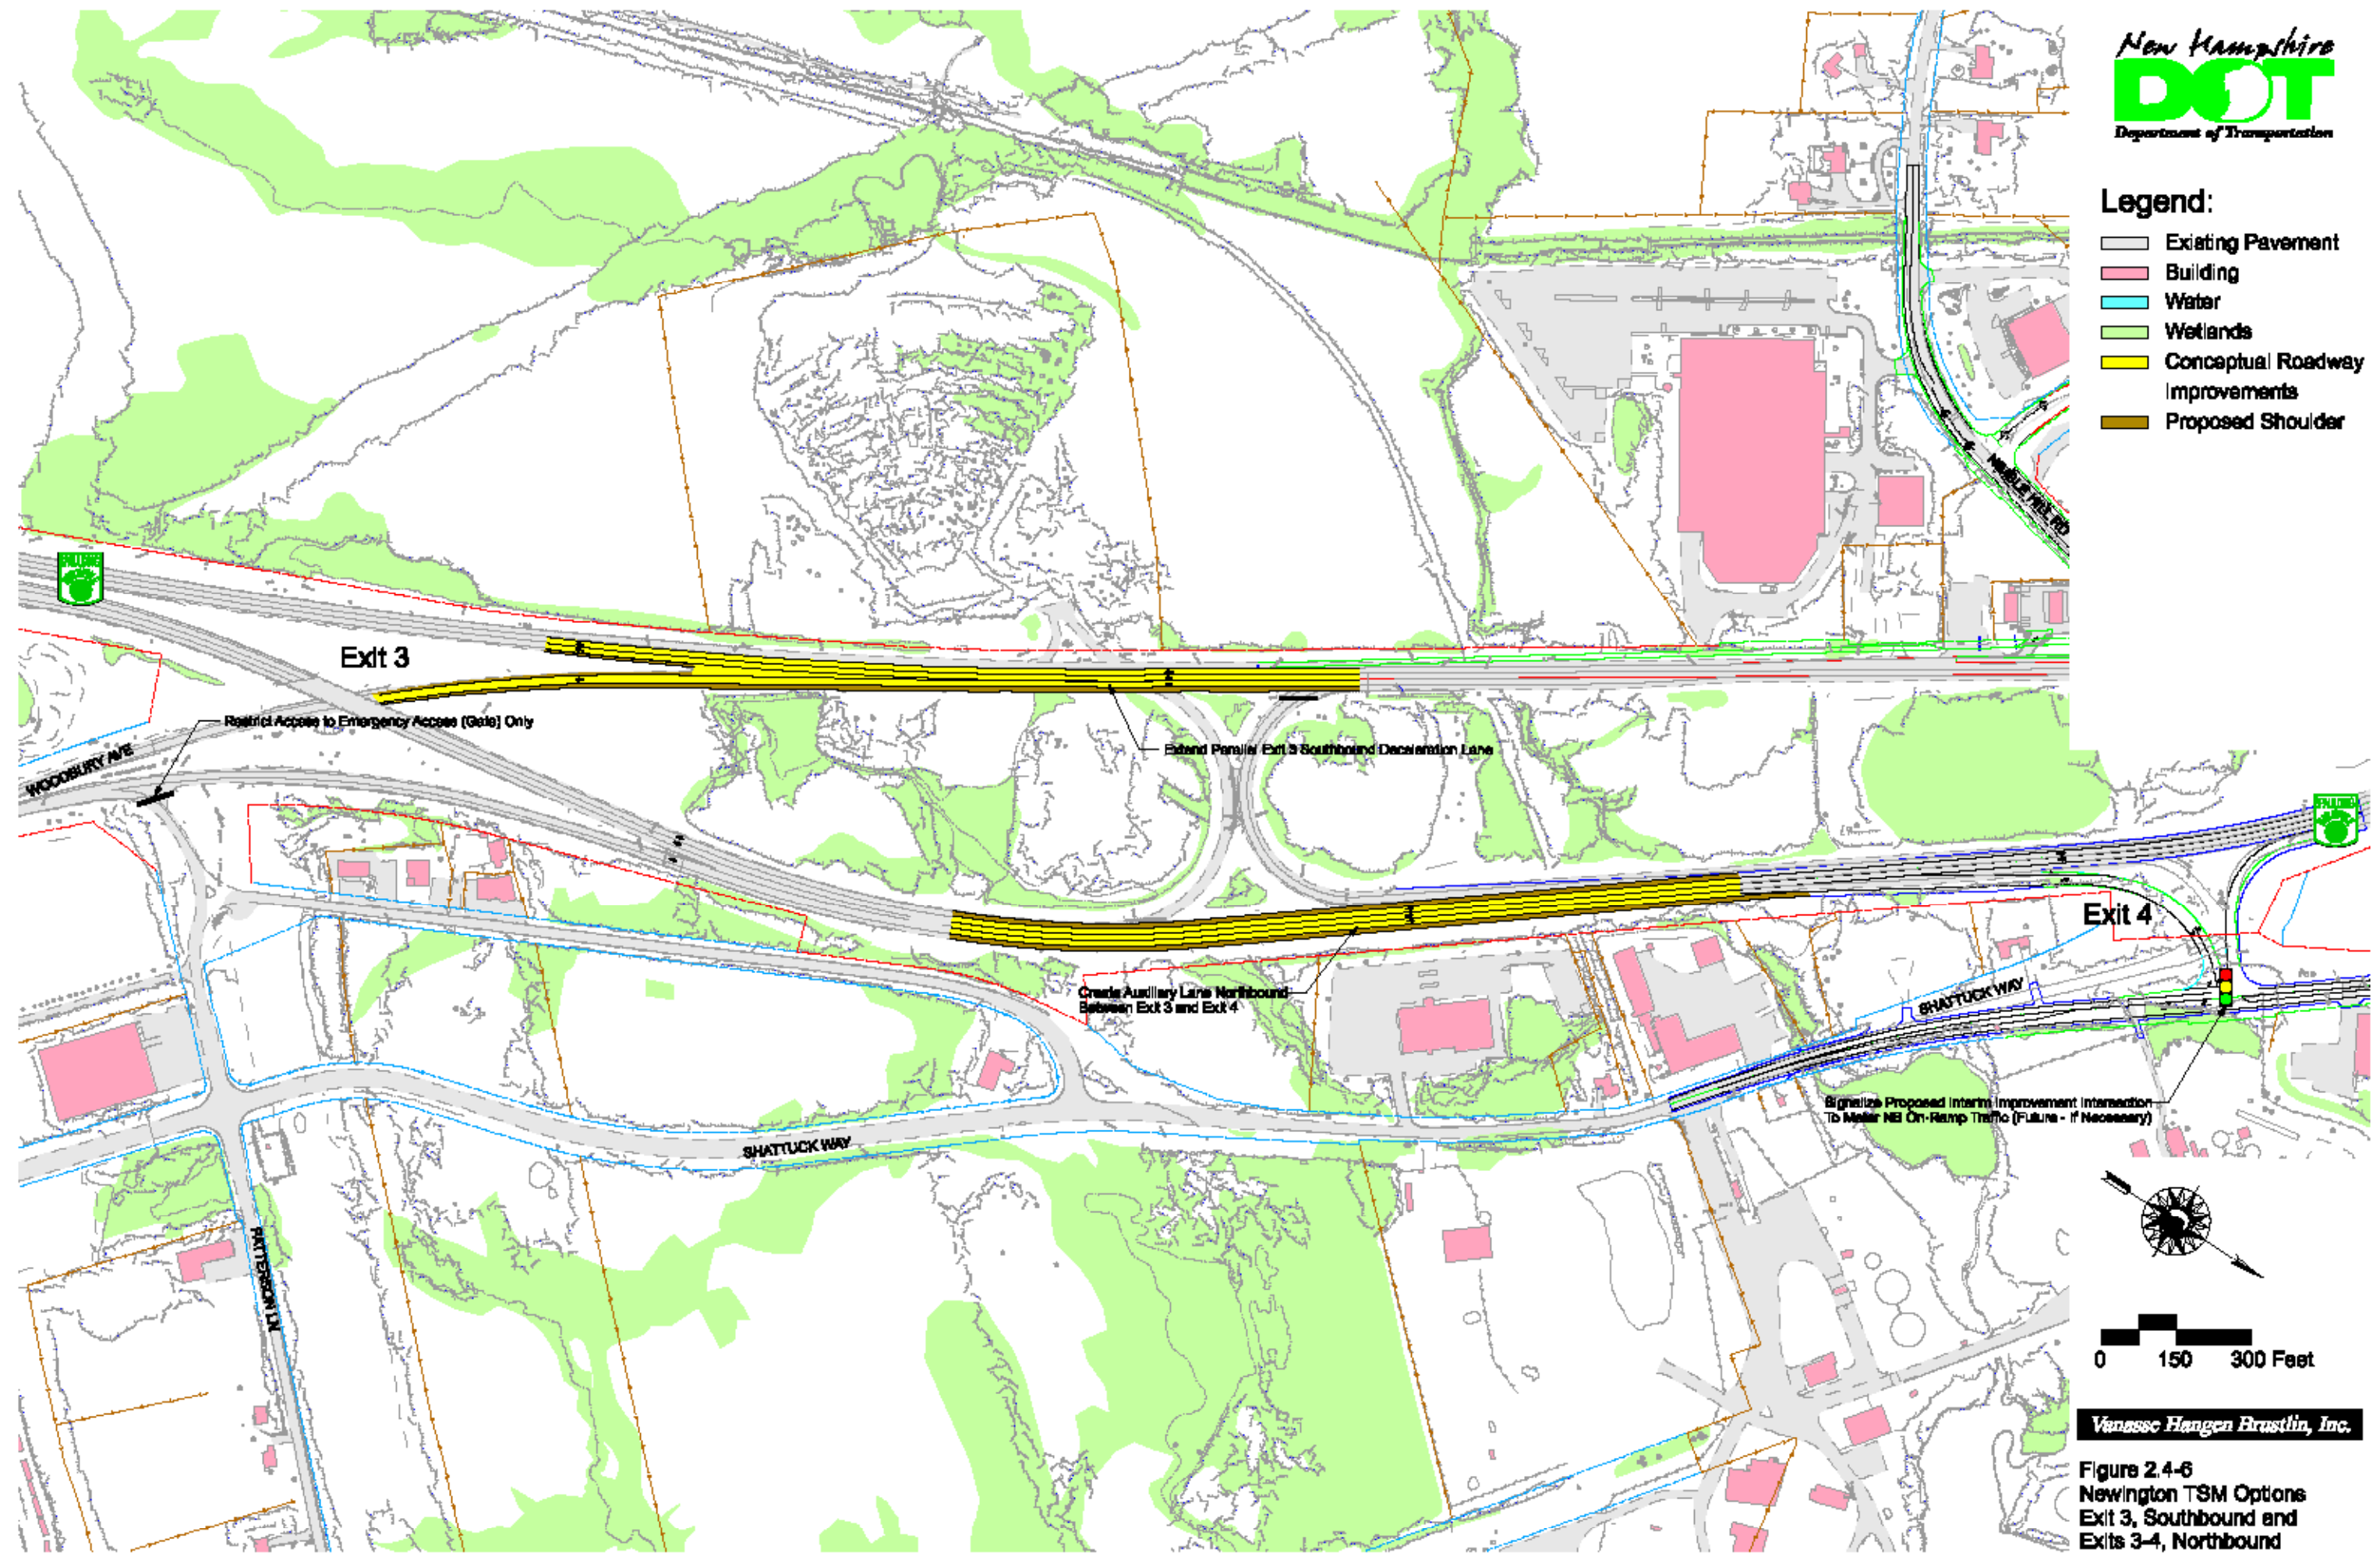 New Hampshire
DOT
Department of Transportation
Legend:
Existing Pavement
Building
Water
Wetlands
Conceptual Roadway
Improvements
Proposed Shoulder
NIMBLE HILL RD
Exit 3
Restrict Access to Emergency Access (Gate) Only
WOODBURY AVE
Extend Parallel Exit 3 Southbound Deceleration Lane
Exit 4
Create Auxiliary Lane Northbound
Between Exit 3 and Exit 4
SHATTUCK WAY
Signalize Proposed Interim Improvement Intersection
To Meter NB On-Ramp Traffic (Future - If Necessary)
SHATTUCK WAY
PATTERSON LN
0 150 300 Feet
Vanasse Hangen Brustlin, Inc.
Figure 2.4-6
Newington TSM Options
Exit 3, Southbound and
Exits 3-4, Northbound